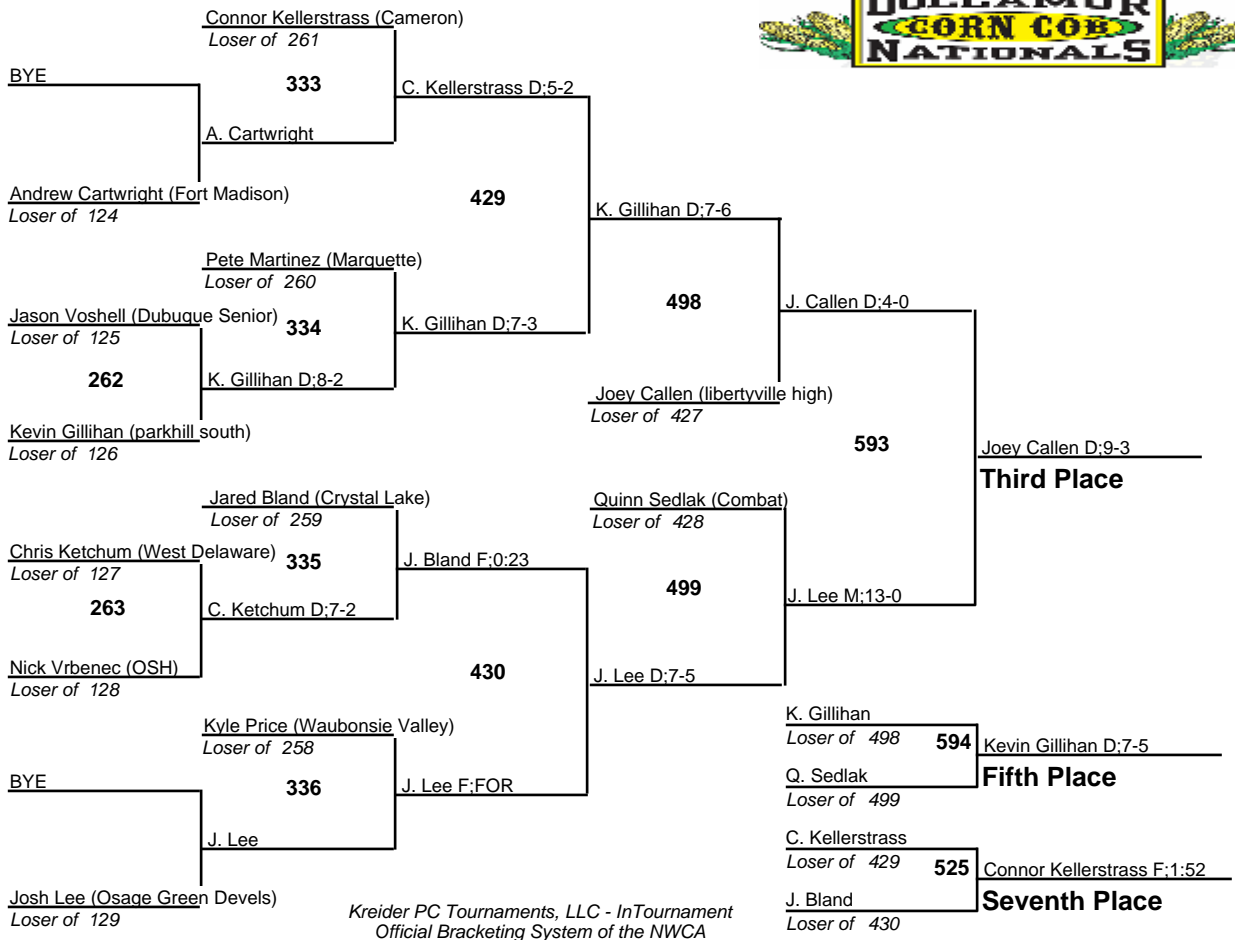 DOLLAMUR
CORN COB
NATIONALS
Connor Kellerstrass (Cameron)
Loser of 261
BYE
333
C. Kellerstrass D;5-2
A. Cartwright
Andrew Cartwright (Fort Madison)
Loser of 124
429
K. Gillihan D;7-6
Pete Martinez (Marquette)
Loser of 260
Jason Voshell (Dubuque Senior)
Loser of 125
334
K. Gillihan D;7-3
498
J. Callen D;4-0
262
K. Gillihan D;8-2
Joey Callen (libertyville high)
Loser of 427
Kevin Gillihan (parkhill south)
Loser of 126
593
Joey Callen D;9-3
Third Place
Jared Bland (Crystal Lake)
Loser of 259
Quinn Sedlak (Combat)
Loser of 428
Chris Ketchum (West Delaware)
Loser of 127
335
J. Bland F;0:23
499
263
C. Ketchum D;7-2
J. Lee M;13-0
Nick Vrbenec (OSH)
Loser of 128
430
J. Lee D;7-5
Kyle Price (Waubonsie Valley)
Loser of 258
K. Gillihan
Loser of 498
594
Kevin Gillihan D;7-5
Fifth Place
BYE
336
J. Lee F;FOR
Q. Sedlak
Loser of 499
J. Lee
C. Kellerstrass
Loser of 429
525
Connor Kellerstrass F;1:52
Seventh Place
Josh Lee (Osage Green Devels)
Loser of 129
J. Bland
Loser of 430
Kreider PC Tournaments, LLC - InTournament
Official Bracketing System of the NWCA